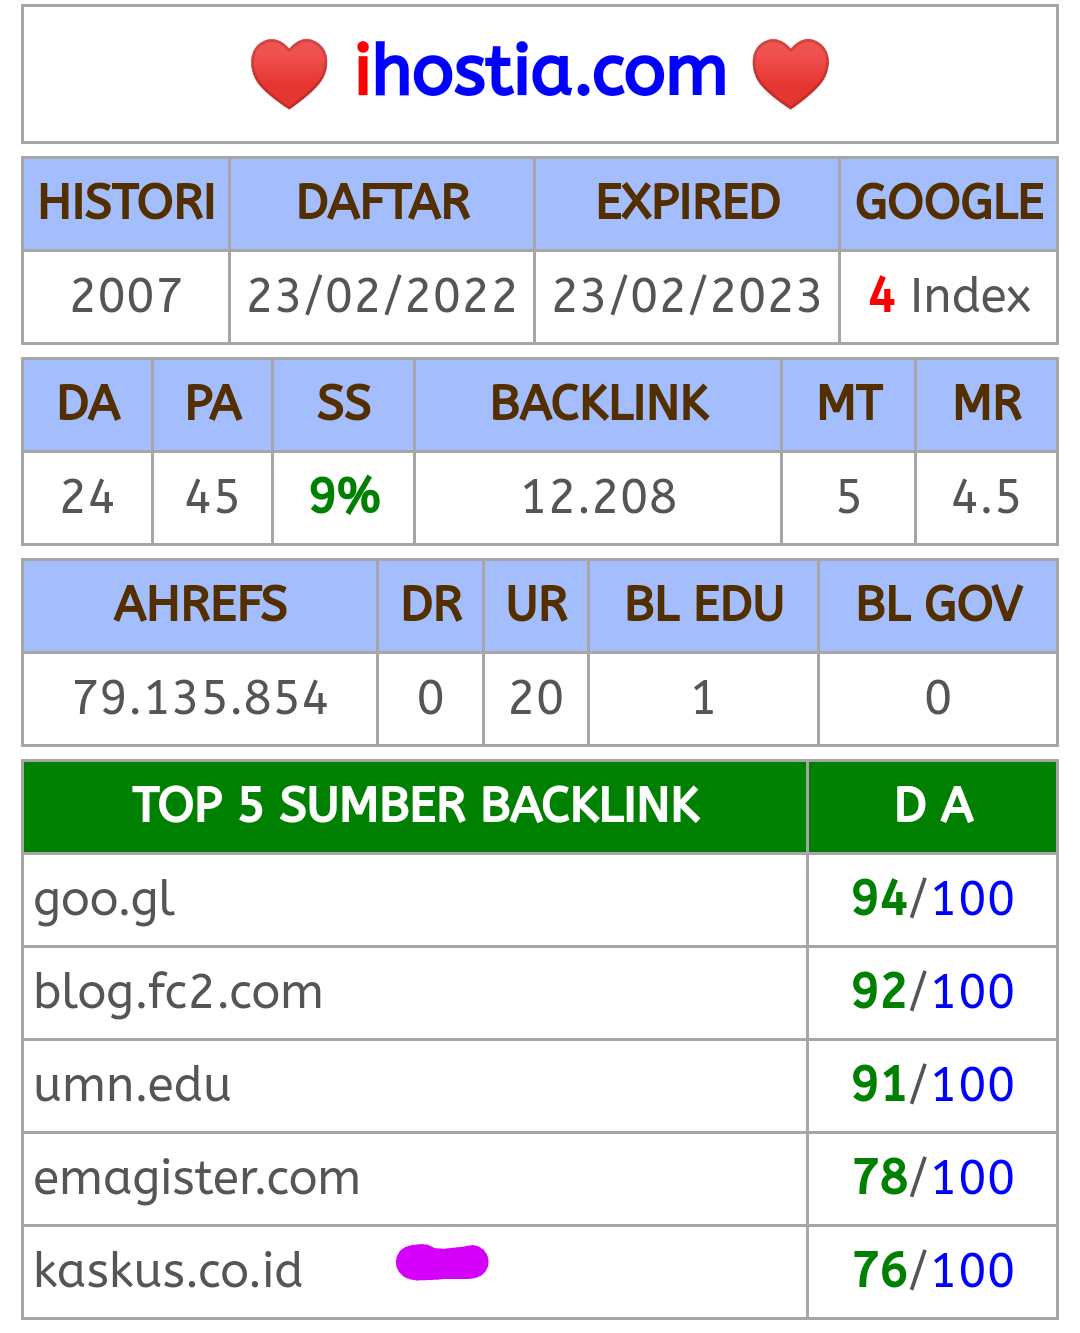 ihostia.com
HISTORI DAFTAR EXPIRED GOOGLE
2007 23/02/2022 23/02/2023 4 Index
DA PA SS BACKLINK MT MR
24 45 9% 12.208 5 4.5
AHREFS DR UR BL EDU BL GOV
79.135.854 0 20 1 0
TOP 5 SUMBER BACKLINK D A
goo.gl 94/100
blog.fc2.com 92/100
umn.edu 91/100
emagister.com 78/100
kaskus.co.id 76/100